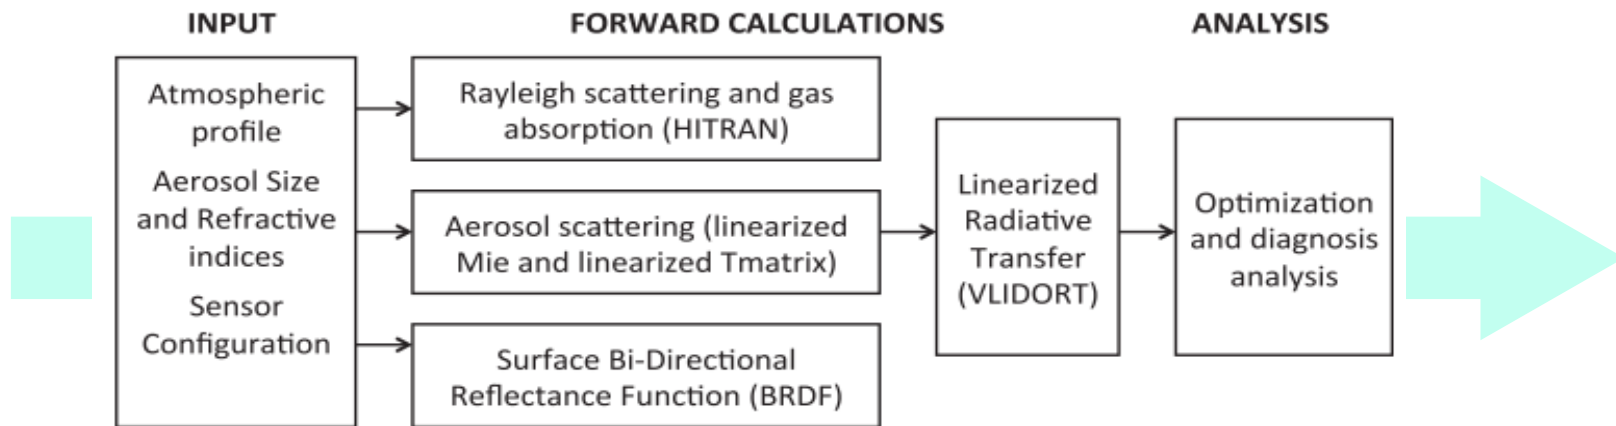 INPUT
FORWARD CALCULATIONS
ANALYSIS
Atmospheric
profile
Aerosol Size
and Refractive
indices
Sensor
Configuration
Rayleigh scattering and gas
absorption (HITRAN)
Aerosol scattering (linearized
Mie and linearized Tmatrix)
Surface Bi-Directional
Reflectance Function (BRDF)
Linearized
Radiative
Transfer
(VLIDORT)
Optimization
and diagnosis
analysis